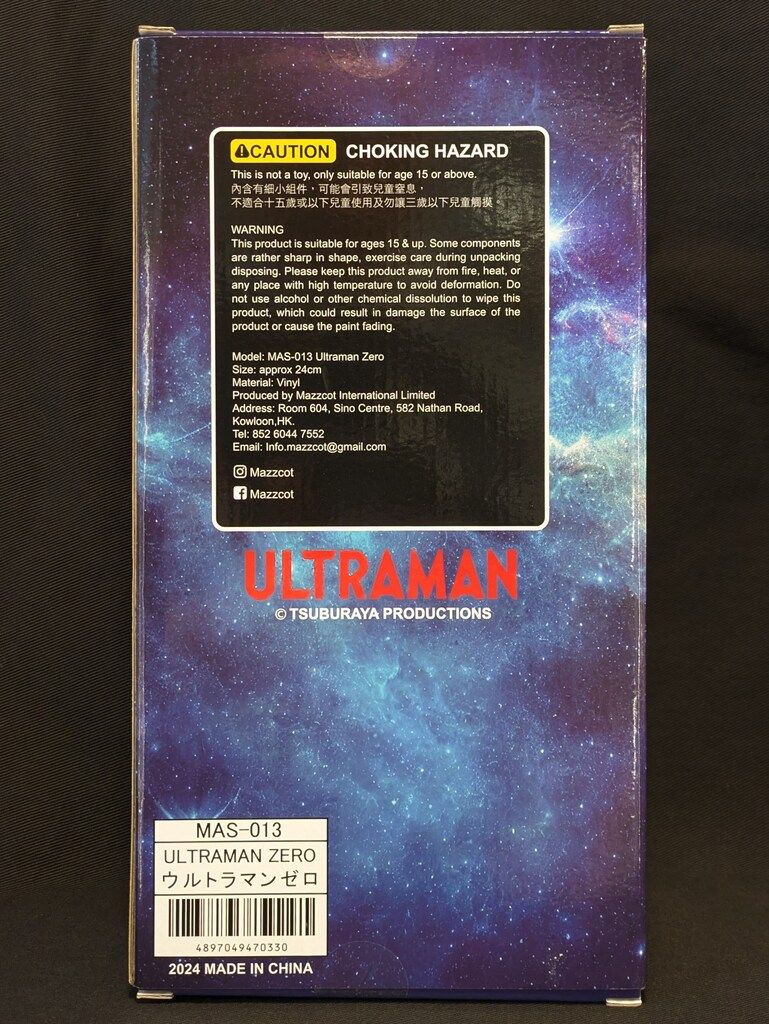 CAUTION CHOKING HAZARD
This is not a toy, only suitable for age 15 or above.
內含有細小組件，可能會引致兒童窒息，
不適合十五歲或以下兒童使用及勿讓三歲以下兒童觸摸
WARNING
This product is suitable for ages 15 & up. Some components
are rather sharp in shape, exercise care during unpacking
disposing. Please keep this product away from fire, heat, or
any place with high temperature to avoid deformation. Do
not use alcohol or other chemical dissolution to wipe this
product, which could result in damage the surface of the
product or cause the paint fading.
Model: MAS-013 Ultraman Zero
Size: approx 24cm
Material: Vinyl
Produced by Mazzcot International Limited
Address: Room 604, Sino Centre, 582 Nathan Road,
Kowloon,HK.
Tel: 852 6044 7552
Email: Info.mazzcot@gmail.com
Mazzcot
Mazzcot
ULTRAMAN
© TSUBURAYA PRODUCTIONS
MAS-013
ULTRAMAN ZERO
ウルトラマンゼロ
4897049470330
2024 MADE IN CHINA